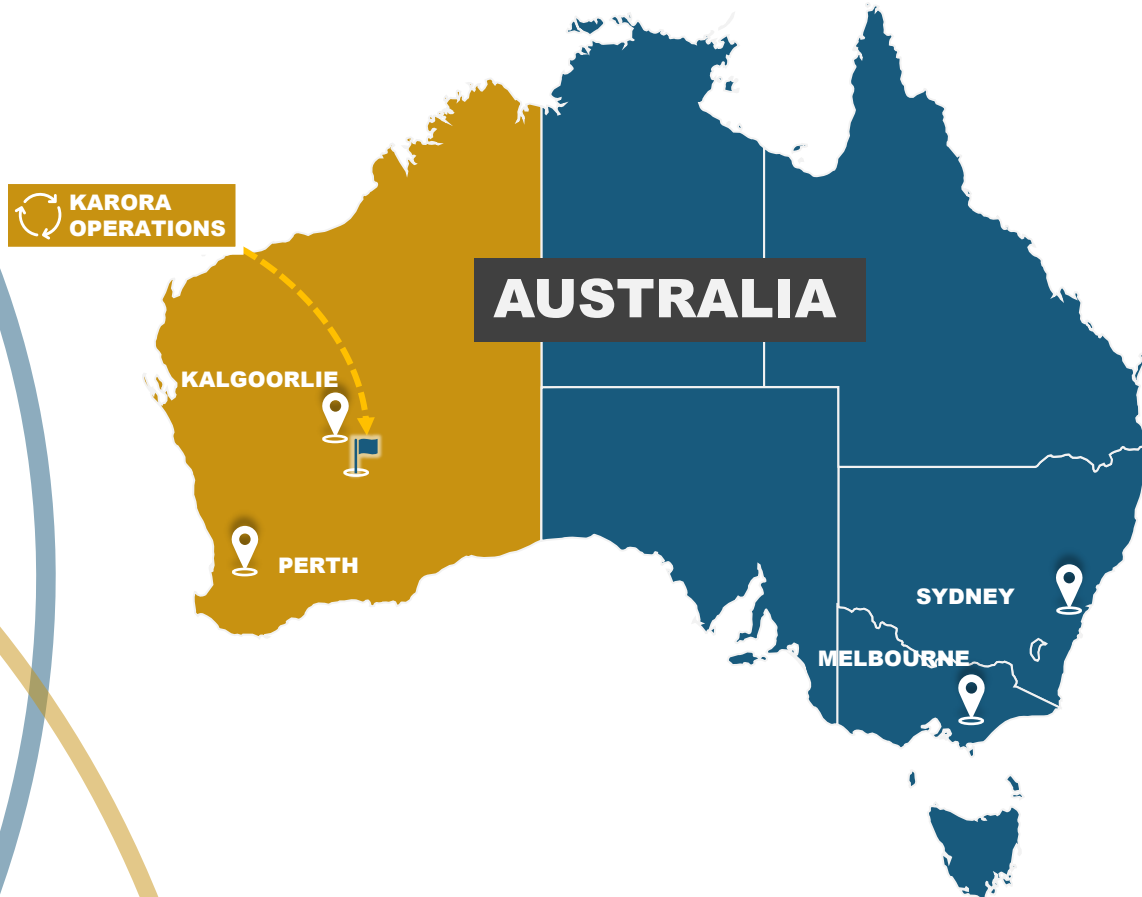 KARORA
OPERATIONS
AUSTRALIA
KALGOORLIE
PERTH
SYDNEY
MELBOURNE